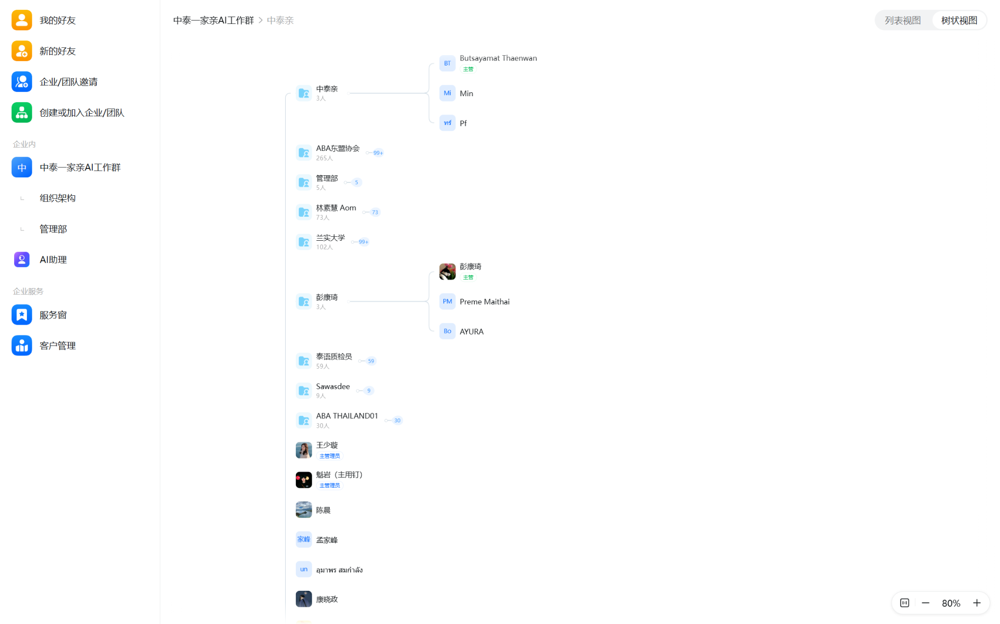 我的好友
新的好友
企业/团队邀请
创建或加入企业/团队
企业内
中
中泰一家亲AI工作群
组织架构
管理部
AI助理
企业服务
服务窗
客户管理
中泰一家亲AI工作群 > 中泰亲
列表视图
树状视图
中泰亲
3人
BT
Butsayamat Thaenwan
主管
Mi
Min
ทร์
Pf
ABA东盟协会
265人
99+
管理部
5人
5
林素慧 Aom
73人
73
兰实大学
102人
99+
彭康琦
3人
彭康琦
主管
PM
Preme Maithai
Bo
AYURA
泰语质检员
59人
59
Sawasdee
9人
9
ABA THAILAND01
30人
30
王少璇
主管理员
魁岩（主用钉）
主管理员
陈晨
家峰
孟家峰
un
อุมาพร สมกำลัง
康晓政
80%